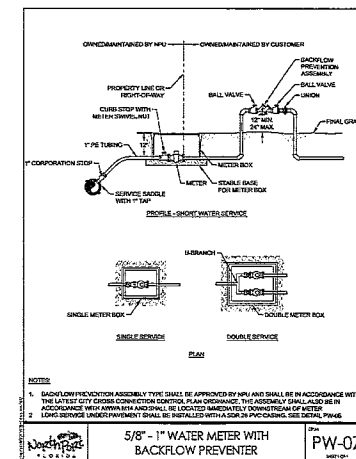 OWNED/MAINTAINED BY NPU
OWNED/MAINTAINED BY CUSTOMER
PROPERTY LINE OR
RIGHT-OF-WAY
BACKFLOW
PREVENTION
ASSEMBLY
BALL VALVE
BALL VALVE
UNION
CURB STOP WITH
METER SWIVEL NUT
12" MIN.
24" MAX.
FINAL GRA
1" PE TUBING
12"
1" CORPORATION STOP
METER BOX
METER
STABLE BASE
FOR METER BOX
SERVICE SADDLE
WITH 1" TAP
PROFILE - SHORT WATER SERVICE
U-BRANCH
SINGLE METER BOX
DOUBLE METER BOX
SINGLE SERVICE
DOUBLE SERVICE
PLAN
NOTES:
1. BACKFLOW PREVENTION ASSEMBLY TYPE SHALL BE APPROVED BY NPU AND SHALL BE IN ACCORDANCE WIT
THE LATEST CITY CROSS CONNECTION CONTROL PLAN ORDINANCE. THE ASSEMBLY SHALL ALSO BE IN
ACCORDANCE WITH AWWA M14 AND SHALL BE LOCATED IMMEDIATELY DOWNSTREAM OF METER
2 LONG SERVICE UNDER PAVEMENT SHALL BE INSTALLED WITH A SDR 26 PVC CASING. SEE DETAIL PW-05
North Port
FLORIDA
5/8" - 1" WATER METER WITH
BACKFLOW PREVENTER
PW-07